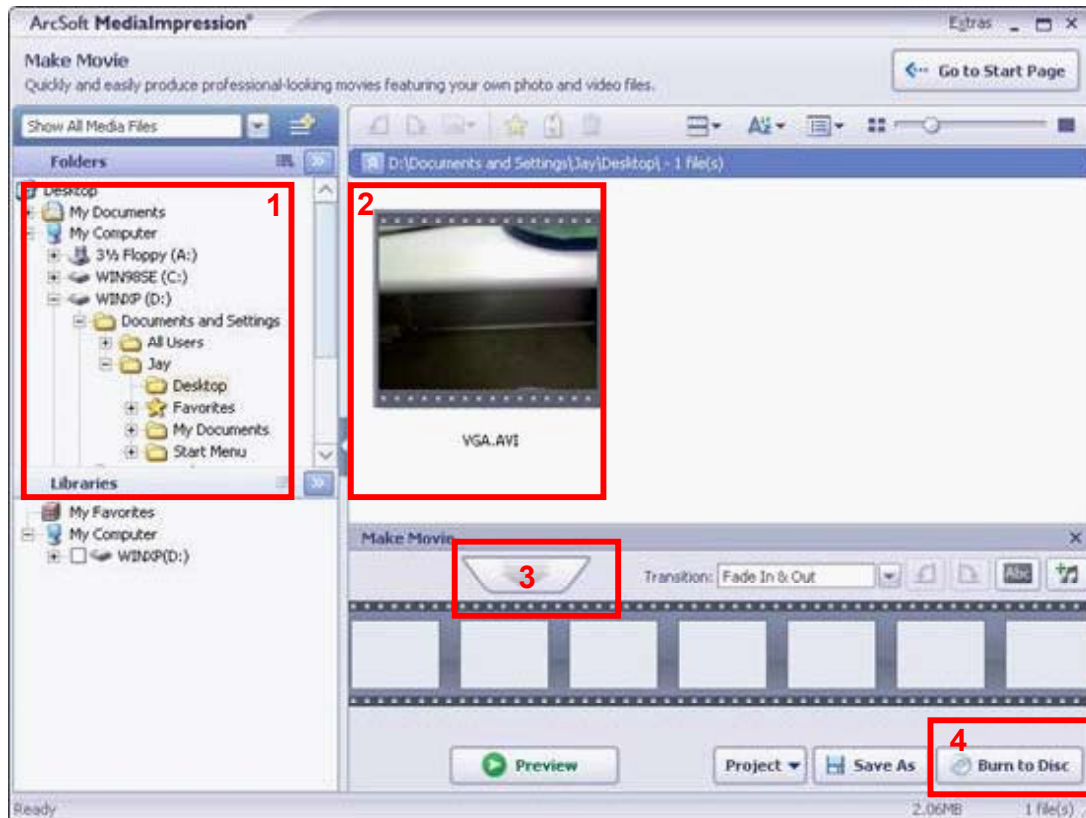 ArcSoft MediaImpression®
Extras
Make Movie
Quickly and easily produce professional-looking movies featuring your own photo and video files.
Go to Start Page
Show All Media Files
Folders
D:\Documents and Settings\Jay\Desktop\ - 1 file(s)
Desktop
1
My Documents
My Computer
3½ Floppy (A:)
WIN98SE (C:)
WINXP (D:)
Documents and Settings
All Users
Jay
Desktop
Favorites
My Documents
Start Menu
2
VGA.AVI
Libraries
My Favorites
My Computer
WINXP(D:)
Make Movie
3
Transition: Fade In & Out
Abc
4
Preview
Project
Save As
Burn to Disc
Ready
2.06MB
1 file(s)